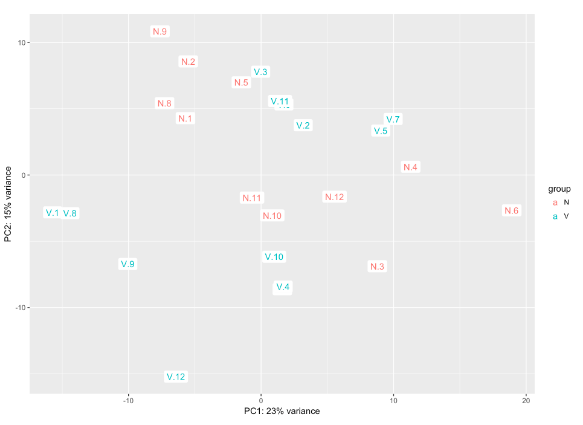 N.9
10
N.2
V.3
N.5
N.8
V.11
N.1
V.2
V.7
V.5
group
N.4
a N
0
a V
PC2: 15% variance
N.11
N.12
V.1
V.8
N.10
N.6
V.10
V.9
N.3
V.4
-10
V.12
-10
0
10
20
PC1: 23% variance